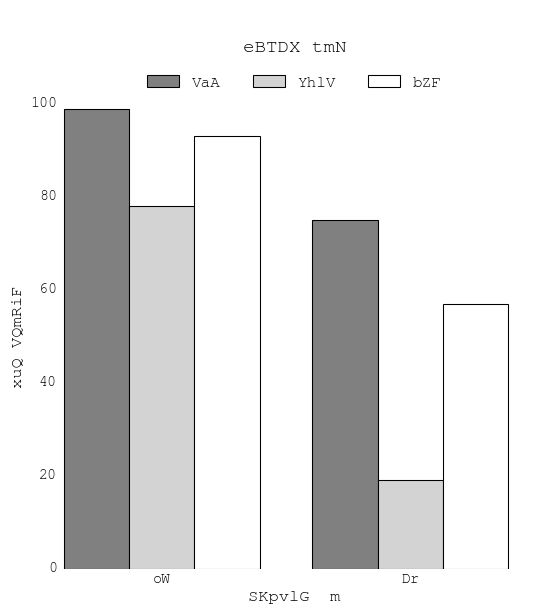 eBTDX tmN
VaA YhlV bZF
100
80
60
40
20
0
xuQ VQmRiF
oW Dr
SKpvlG  m